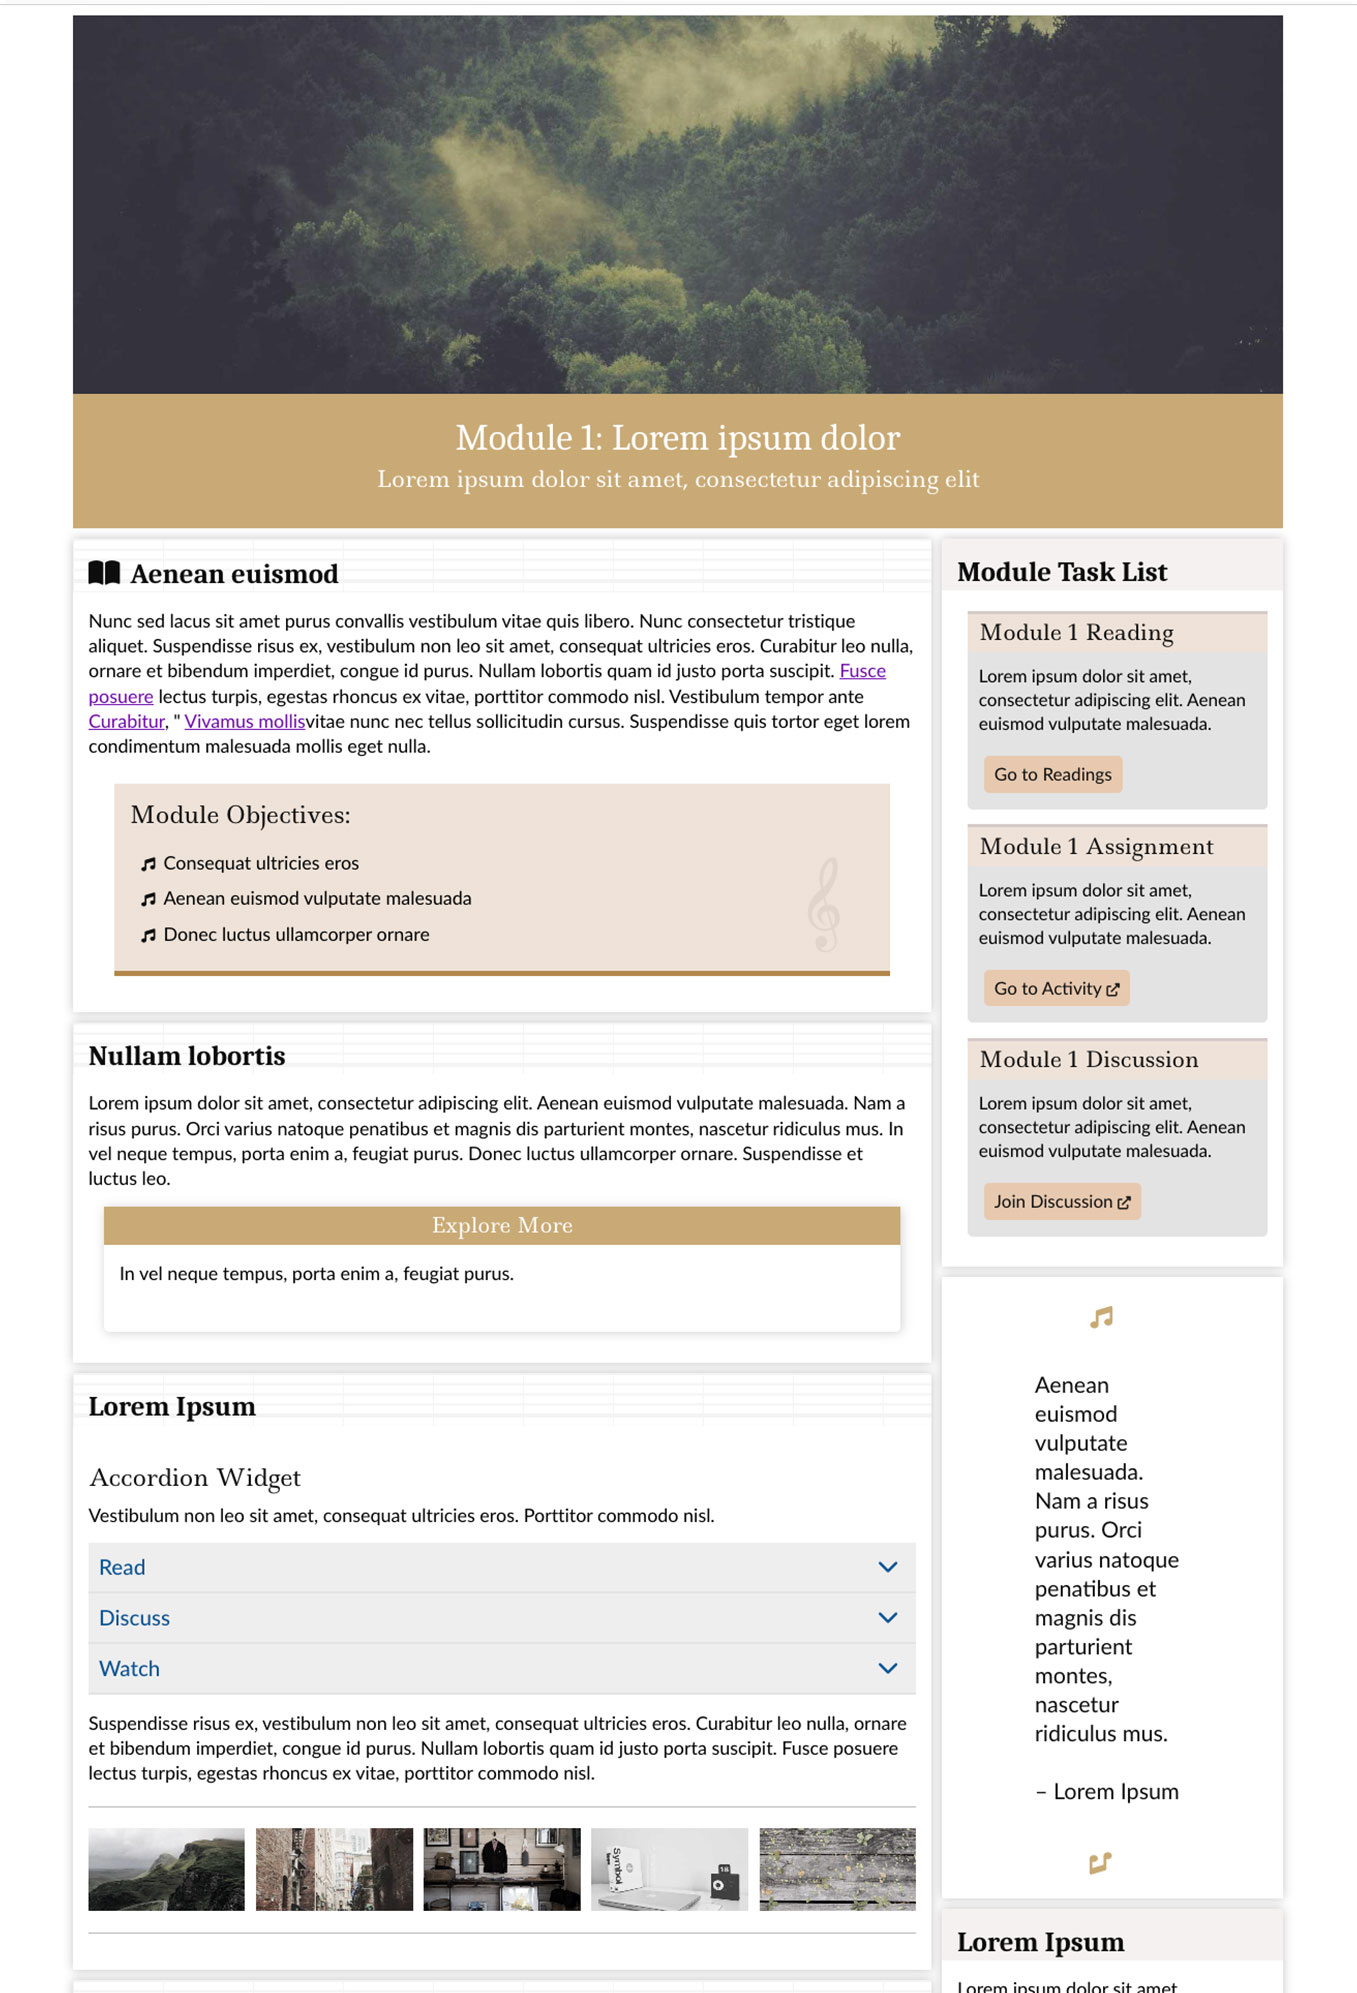 Module 1: Lorem ipsum dolor
Lorem ipsum dolor sit amet, consectetur adipiscing elit
Aenean euismod
Nunc sed lacus sit amet purus convallis vestibulum vitae quis libero. Nunc consectetur tristique
aliquet. Suspendisse risus ex, vestibulum non leo sit amet, consequat ultricies eros. Curabitur leo nulla,
ornare et bibendum imperdiet, congue id purus. Nullam lobortis quam id justo porta suscipit. Fusce
posuere lectus turpis, egestas rhoncus ex vitae, porttitor commodo nisl. Vestibulum tempor ante
Curabitur, " Vivamus mollisvitae nunc nec tellus sollicitudin cursus. Suspendisse quis tortor eget lorem
condimentum malesuada mollis eget nulla.
Module Objectives:
Consequat ultricies eros
Aenean euismod vulputate malesuada
Donec luctus ullamcorper ornare
Nullam lobortis
Lorem ipsum dolor sit amet, consectetur adipiscing elit. Aenean euismod vulputate malesuada. Nam a
risus purus. Orci varius natoque penatibus et magnis dis parturient montes, nascetur ridiculus mus. In
vel neque tempus, porta enim a, feugiat purus. Donec luctus ullamcorper ornare. Suspendisse et
luctus leo.
Explore More
In vel neque tempus, porta enim a, feugiat purus.
Lorem Ipsum
Accordion Widget
Vestibulum non leo sit amet, consequat ultricies eros. Porttitor commodo nisl.
Read
Discuss
Watch
Suspendisse risus ex, vestibulum non leo sit amet, consequat ultricies eros. Curabitur leo nulla, ornare
et bibendum imperdiet, congue id purus. Nullam lobortis quam id justo porta suscipit. Fusce posuere
lectus turpis, egestas rhoncus ex vitae, porttitor commodo nisl.
Symbol
18
Module Task List
Module 1 Reading
Lorem ipsum dolor sit amet,
consectetur adipiscing elit. Aenean
euismod vulputate malesuada.
Go to Readings
Module 1 Assignment
Lorem ipsum dolor sit amet,
consectetur adipiscing elit. Aenean
euismod vulputate malesuada.
Go to Activity
Module 1 Discussion
Lorem ipsum dolor sit amet,
consectetur adipiscing elit. Aenean
euismod vulputate malesuada.
Join Discussion
Aenean
euismod
vulputate
malesuada.
Nam a risus
purus. Orci
varius natoque
penatibus et
magnis dis
parturient
montes,
nascetur
ridiculus mus.
– Lorem Ipsum
Lorem Ipsum
Lorem ipsum dolor sit amet